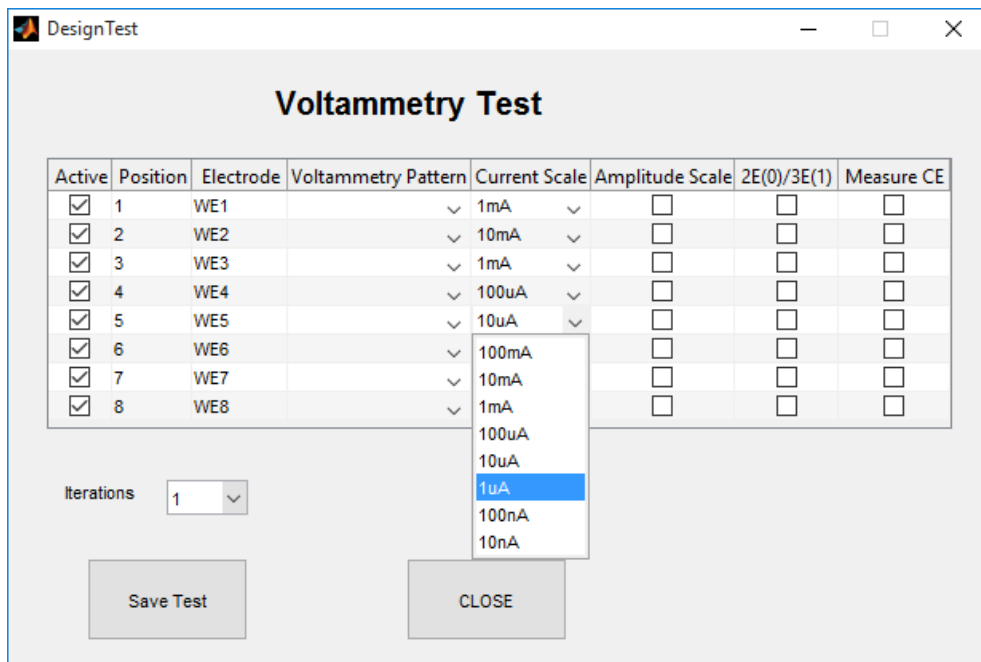 DesignTest
Voltammetry Test
Active Position Electrode Voltammetry Pattern Current Scale Amplitude Scale 2E(0)/3E(1) Measure CE
1 WE1 1mA
2 WE2 10mA
3 WE3 1mA
4 WE4 100uA
5 WE5 10uA
6 WE6
7 WE7
8 WE8
100mA
10mA
1mA
100uA
10uA
1uA
100nA
10nA
Iterations 1
Save Test CLOSE